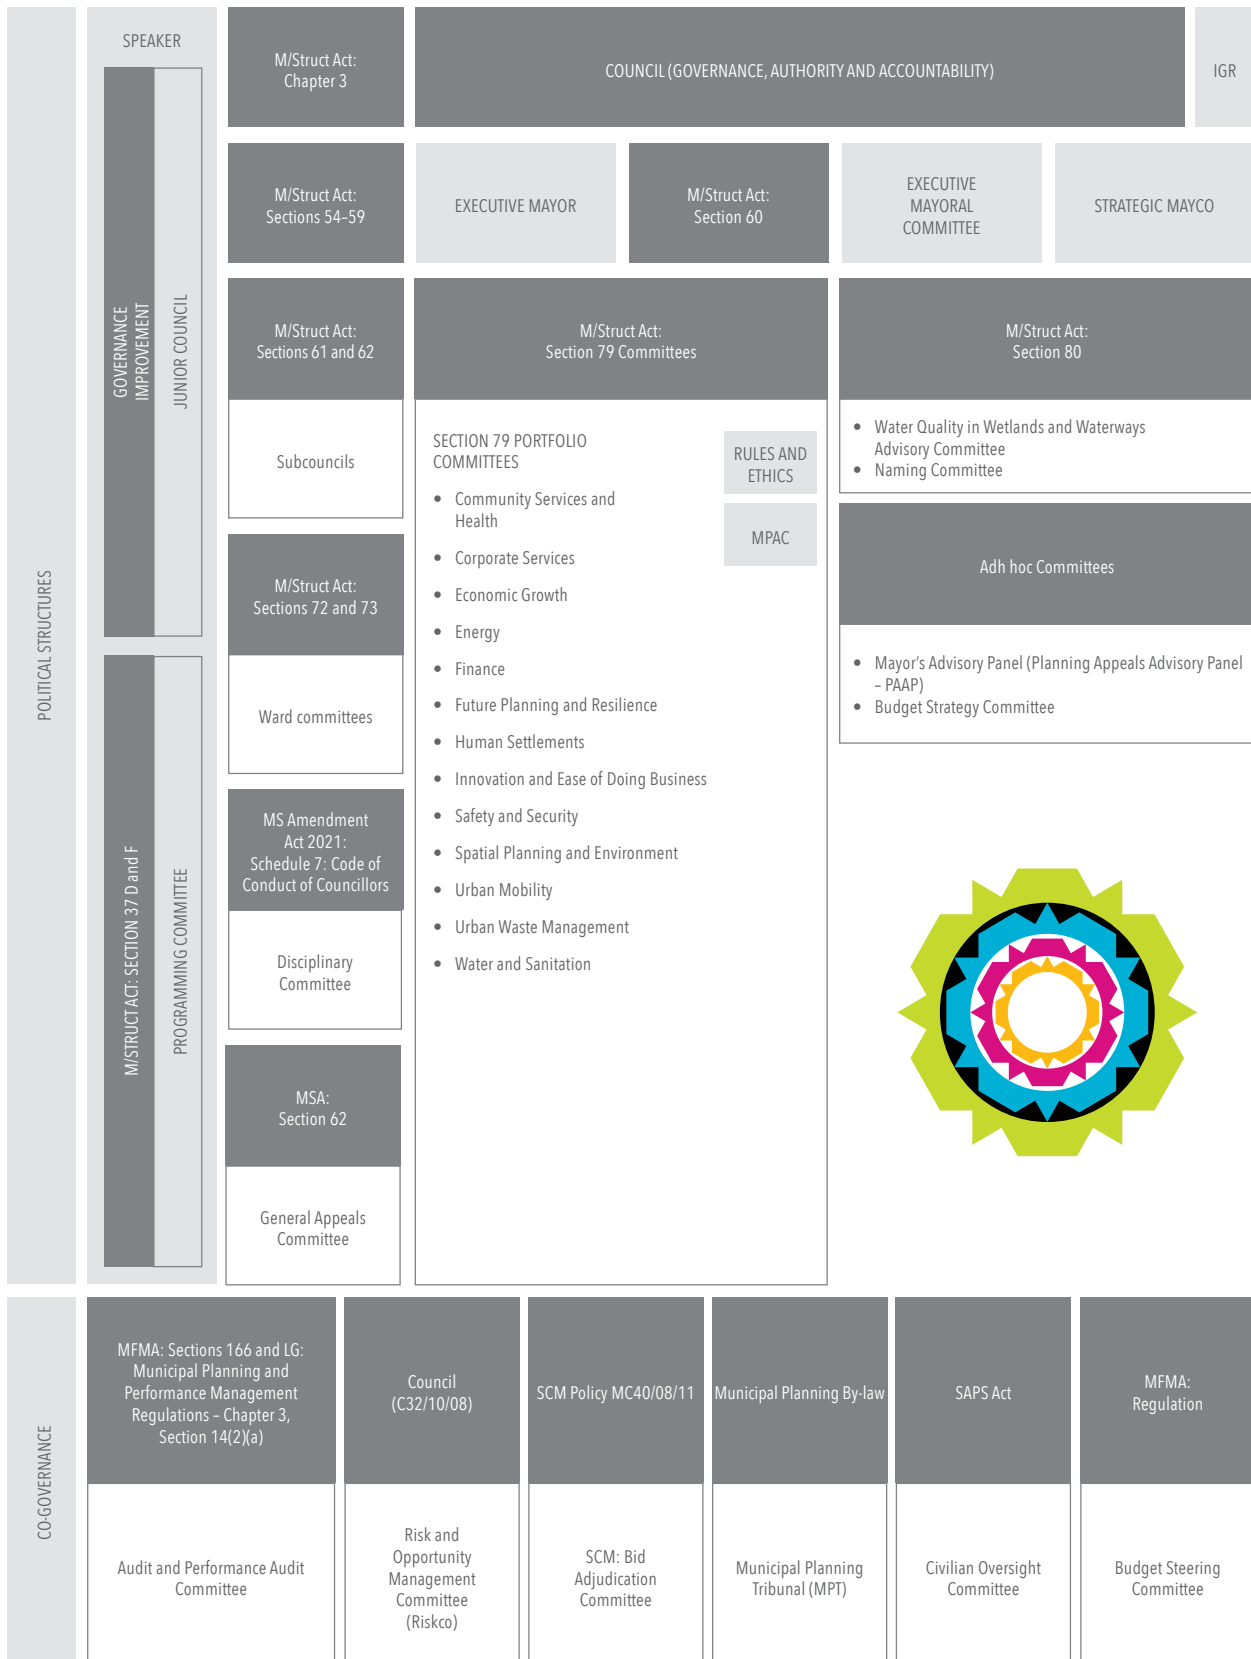 POLITICAL STRUCTURES
SPEAKER
GOVERNANCE
IMPROVEMENT
JUNIOR COUNCIL
M/STRUCT ACT: SECTION 37 D and F
PROGRAMMING COMMITTEE
M/Struct Act:
Chapter 3
COUNCIL (GOVERNANCE, AUTHORITY AND ACCOUNTABILITY)
IGR
M/Struct Act:
Sections 54–59
EXECUTIVE MAYOR
M/Struct Act:
Section 60
EXECUTIVE
MAYORAL
COMMITTEE
STRATEGIC MAYCO
M/Struct Act:
Sections 61 and 62
Subcouncils
M/Struct Act:
Sections 72 and 73
Ward committees
MS Amendment
Act 2021:
Schedule 7: Code of
Conduct of Councillors
Disciplinary
Committee
MSA:
Section 62
General Appeals
Committee
M/Struct Act:
Section 79 Committees
SECTION 79 PORTFOLIO
COMMITTEES
• Community Services and
Health
• Corporate Services
• Economic Growth
• Energy
• Finance
• Future Planning and Resilience
• Human Settlements
• Innovation and Ease of Doing Business
• Safety and Security
• Spatial Planning and Environment
• Urban Mobility
• Urban Waste Management
• Water and Sanitation
RULES AND
ETHICS
MPAC
M/Struct Act:
Section 80
• Water Quality in Wetlands and Waterways
Advisory Committee
• Naming Committee
Adh hoc Committees
• Mayor's Advisory Panel (Planning Appeals Advisory Panel
– PAAP)
• Budget Strategy Committee
CO-GOVERNANCE
MFMA: Sections 166 and LG:
Municipal Planning and
Performance Management
Regulations – Chapter 3,
Section 14(2)(a)
Audit and Performance Audit
Committee
Council
(C32/10/08)
Risk and
Opportunity
Management
Committee
(Riskco)
SCM Policy MC40/08/11
SCM: Bid
Adjudication
Committee
Municipal Planning By-law
Municipal Planning
Tribunal (MPT)
SAPS Act
Civilian Oversight
Committee
MFMA:
Regulation
Budget Steering
Committee